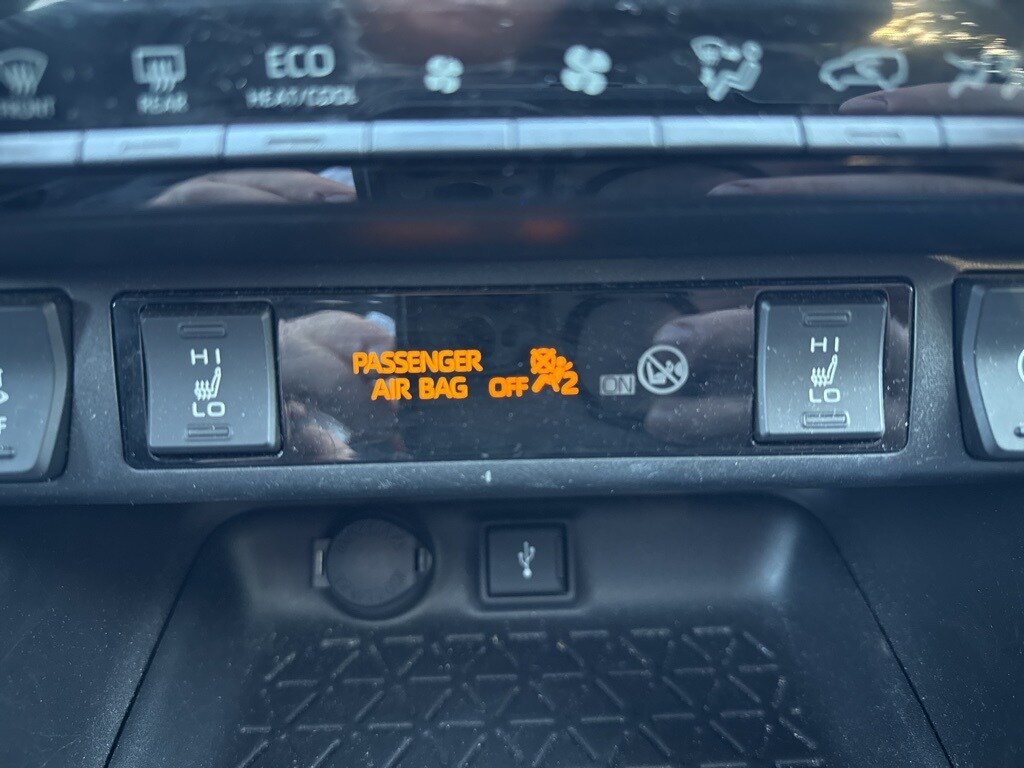 FRONT
REAR
ECO
HEAT/COOL
HI
LO
PASSENGER
AIR BAG OFF 2
ON
HI
LO